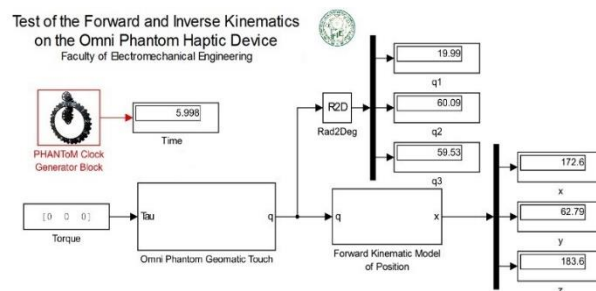 Test of the Forward and Inverse Kinematics
on the Omni Phantom Haptic Device
Faculty of Electromechanical Engineering
19.99
q1
R2D
60.09
Rad2Deg
q2
5.998
Time
59.53
q3
PHANToM Clock
Generator Block
172.6
x
[0 0 0]
Torque
Tau
q
Omni Phantom Geomatic Touch
q
x
Forward Kinematic Model
of Position
62.79
y
183.6